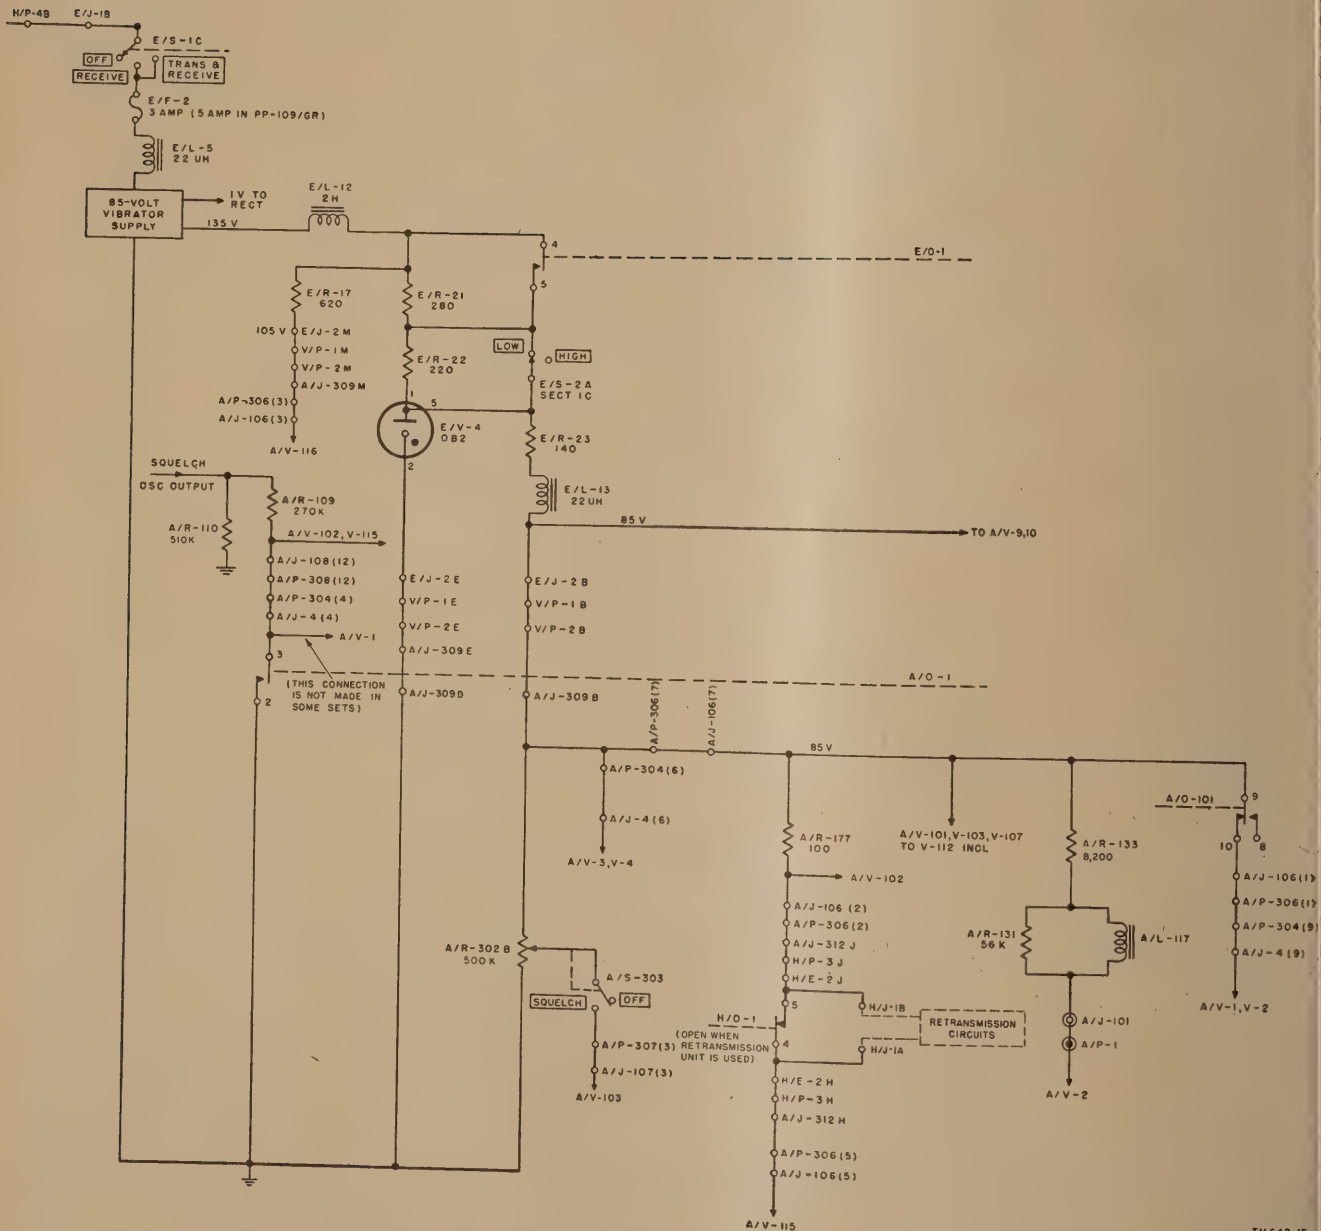 H/P-4B E/J-1B
E/S-1C
OFF
TRANS &
RECEIVE
RECEIVE
E/F-2
3 AMP (5 AMP IN PP-109/GR)
E/L-5
22 UH
85-VOLT
VIBRATOR
SUPPLY
1V TO
RECT
135 V
E/L-12
2H
4
E/O-1
5
E/R-17
620
E/R-21
280
105 V E/J-2M
V/P-1M
V/P-2M
A/J-309M
A/P-306(3)
A/J-106(3)
A/V-116
E/R-22
220
LOW
HIGH
E/S-2A
SECT 1C
1
5
E/V-4
OB2
2
E/R-23
140
E/L-13
22UH
85V
TO A/V-9,10
SQUELCH
OSC OUTPUT
A/R-109
270K
A/R-110
510K
A/V-102, V-115
A/J-108(12)
A/P-308(12)
A/P-304(4)
A/J-4(4)
A/V-1
3
(THIS CONNECTION
IS NOT MADE IN
SOME SETS)
2
E/J-2E
V/P-1E
V/P-2E
A/J-309E
A/J-309D
E/J-2B
V/P-1B
V/P-2B
A/J-309B
A/O-1
A/P-306(7)
A/J-106(7)
85V
A/P-304(6)
A/J-4(6)
A/V-3, V-4
A/R-177
100
A/V-102
A/V-101, V-103, V-107
TO V-112 INCL
A/R-133
8,200
A/O-101
9
10
8
A/J-106(1)
A/P-306(1)
A/P-304(9)
A/J-4(9)
A/V-1, V-2
A/R-131
56K
A/L-117
A/J-101
A/P-1
A/V-2
A/R-302B
500K
A/S-303
SQUELCH
OFF
A/P-307(3)
A/J-107(3)
A/V-103
A/J-106 (2)
A/P-306(2)
A/J-312J
H/P-3J
H/E-2J
5
H/J-1B
H/O-1
(OPEN WHEN
RETRANSMISSION
UNIT IS USED)
4
RETRANSMISSION
CIRCUITS
H/J-1A
H/E-2H
H/P-3H
A/J-312H
A/P-306(5)
A/J-106(5)
A/V-115